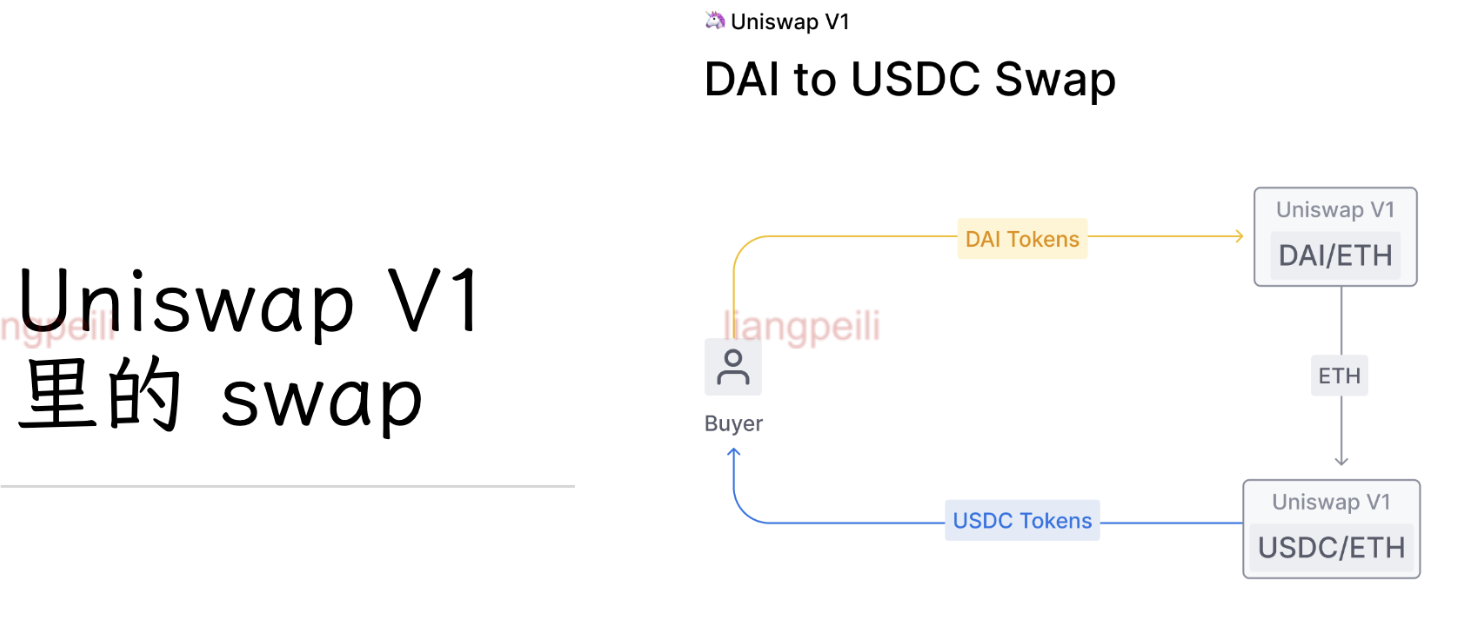 Uniswap V1
里的 swap
ngpeili
🦄 Uniswap V1
DAI to USDC Swap
DAI Tokens
Uniswap V1
DAI/ETH
liangpeili
Buyer
ETH
USDC Tokens
Uniswap V1
USDC/ETH